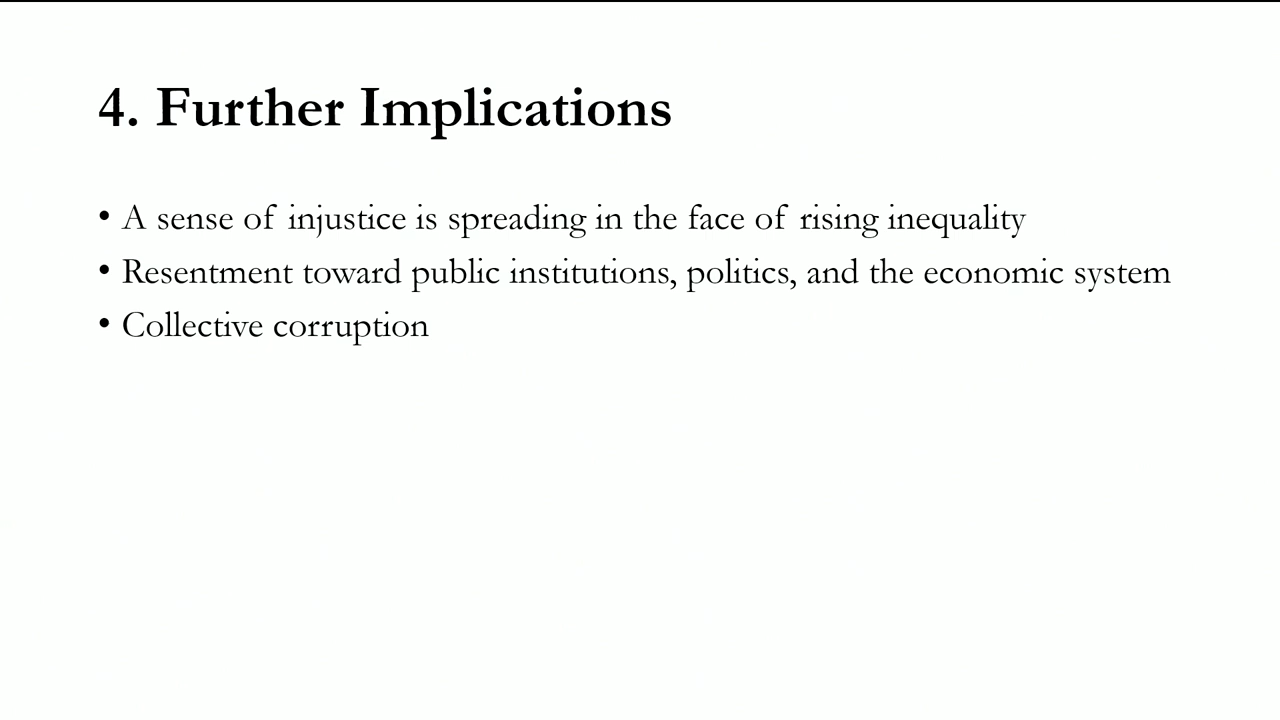 4. Further Implications
• A sense of injustice is spreading in the face of rising inequality
• Resentment toward public institutions, politics, and the economic system
• Collective corruption